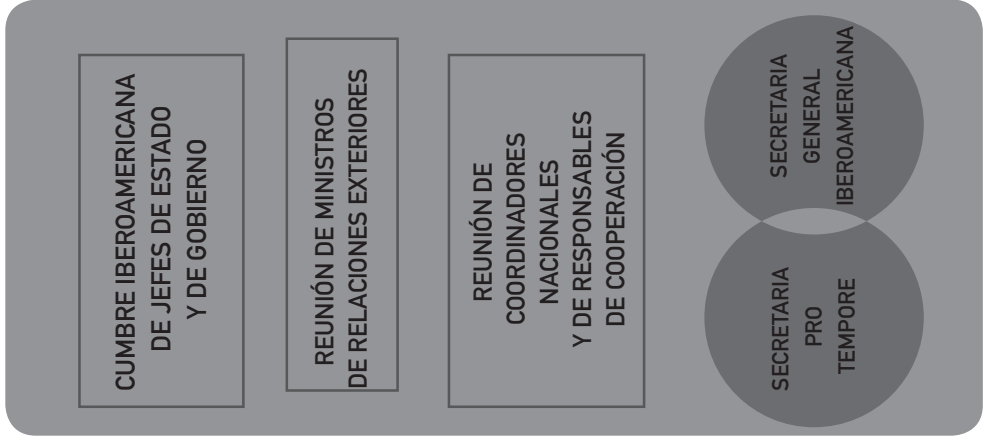 CUMBRE IBEROAMERICANA
DE JEFES DE ESTADO
Y DE GOBIERNO
REUNIÓN DE MINISTROS
DE RELACIONES EXTERIORES
REUNIÓN DE
COORDINADORES
NACIONALES
Y DE RESPONSABLES
DE COOPERACIÓN
SECRETARIA
PRO
TEMPORE
SECRETARIA
GENERAL
IBEROAMERICANA